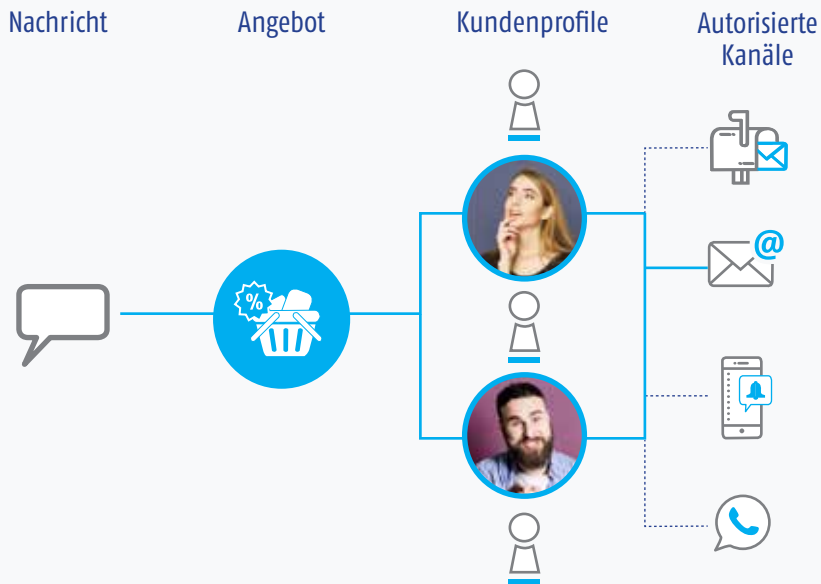 Nachricht
Angebot
Kundenprofile
Autorisierte
Kanäle
%
@